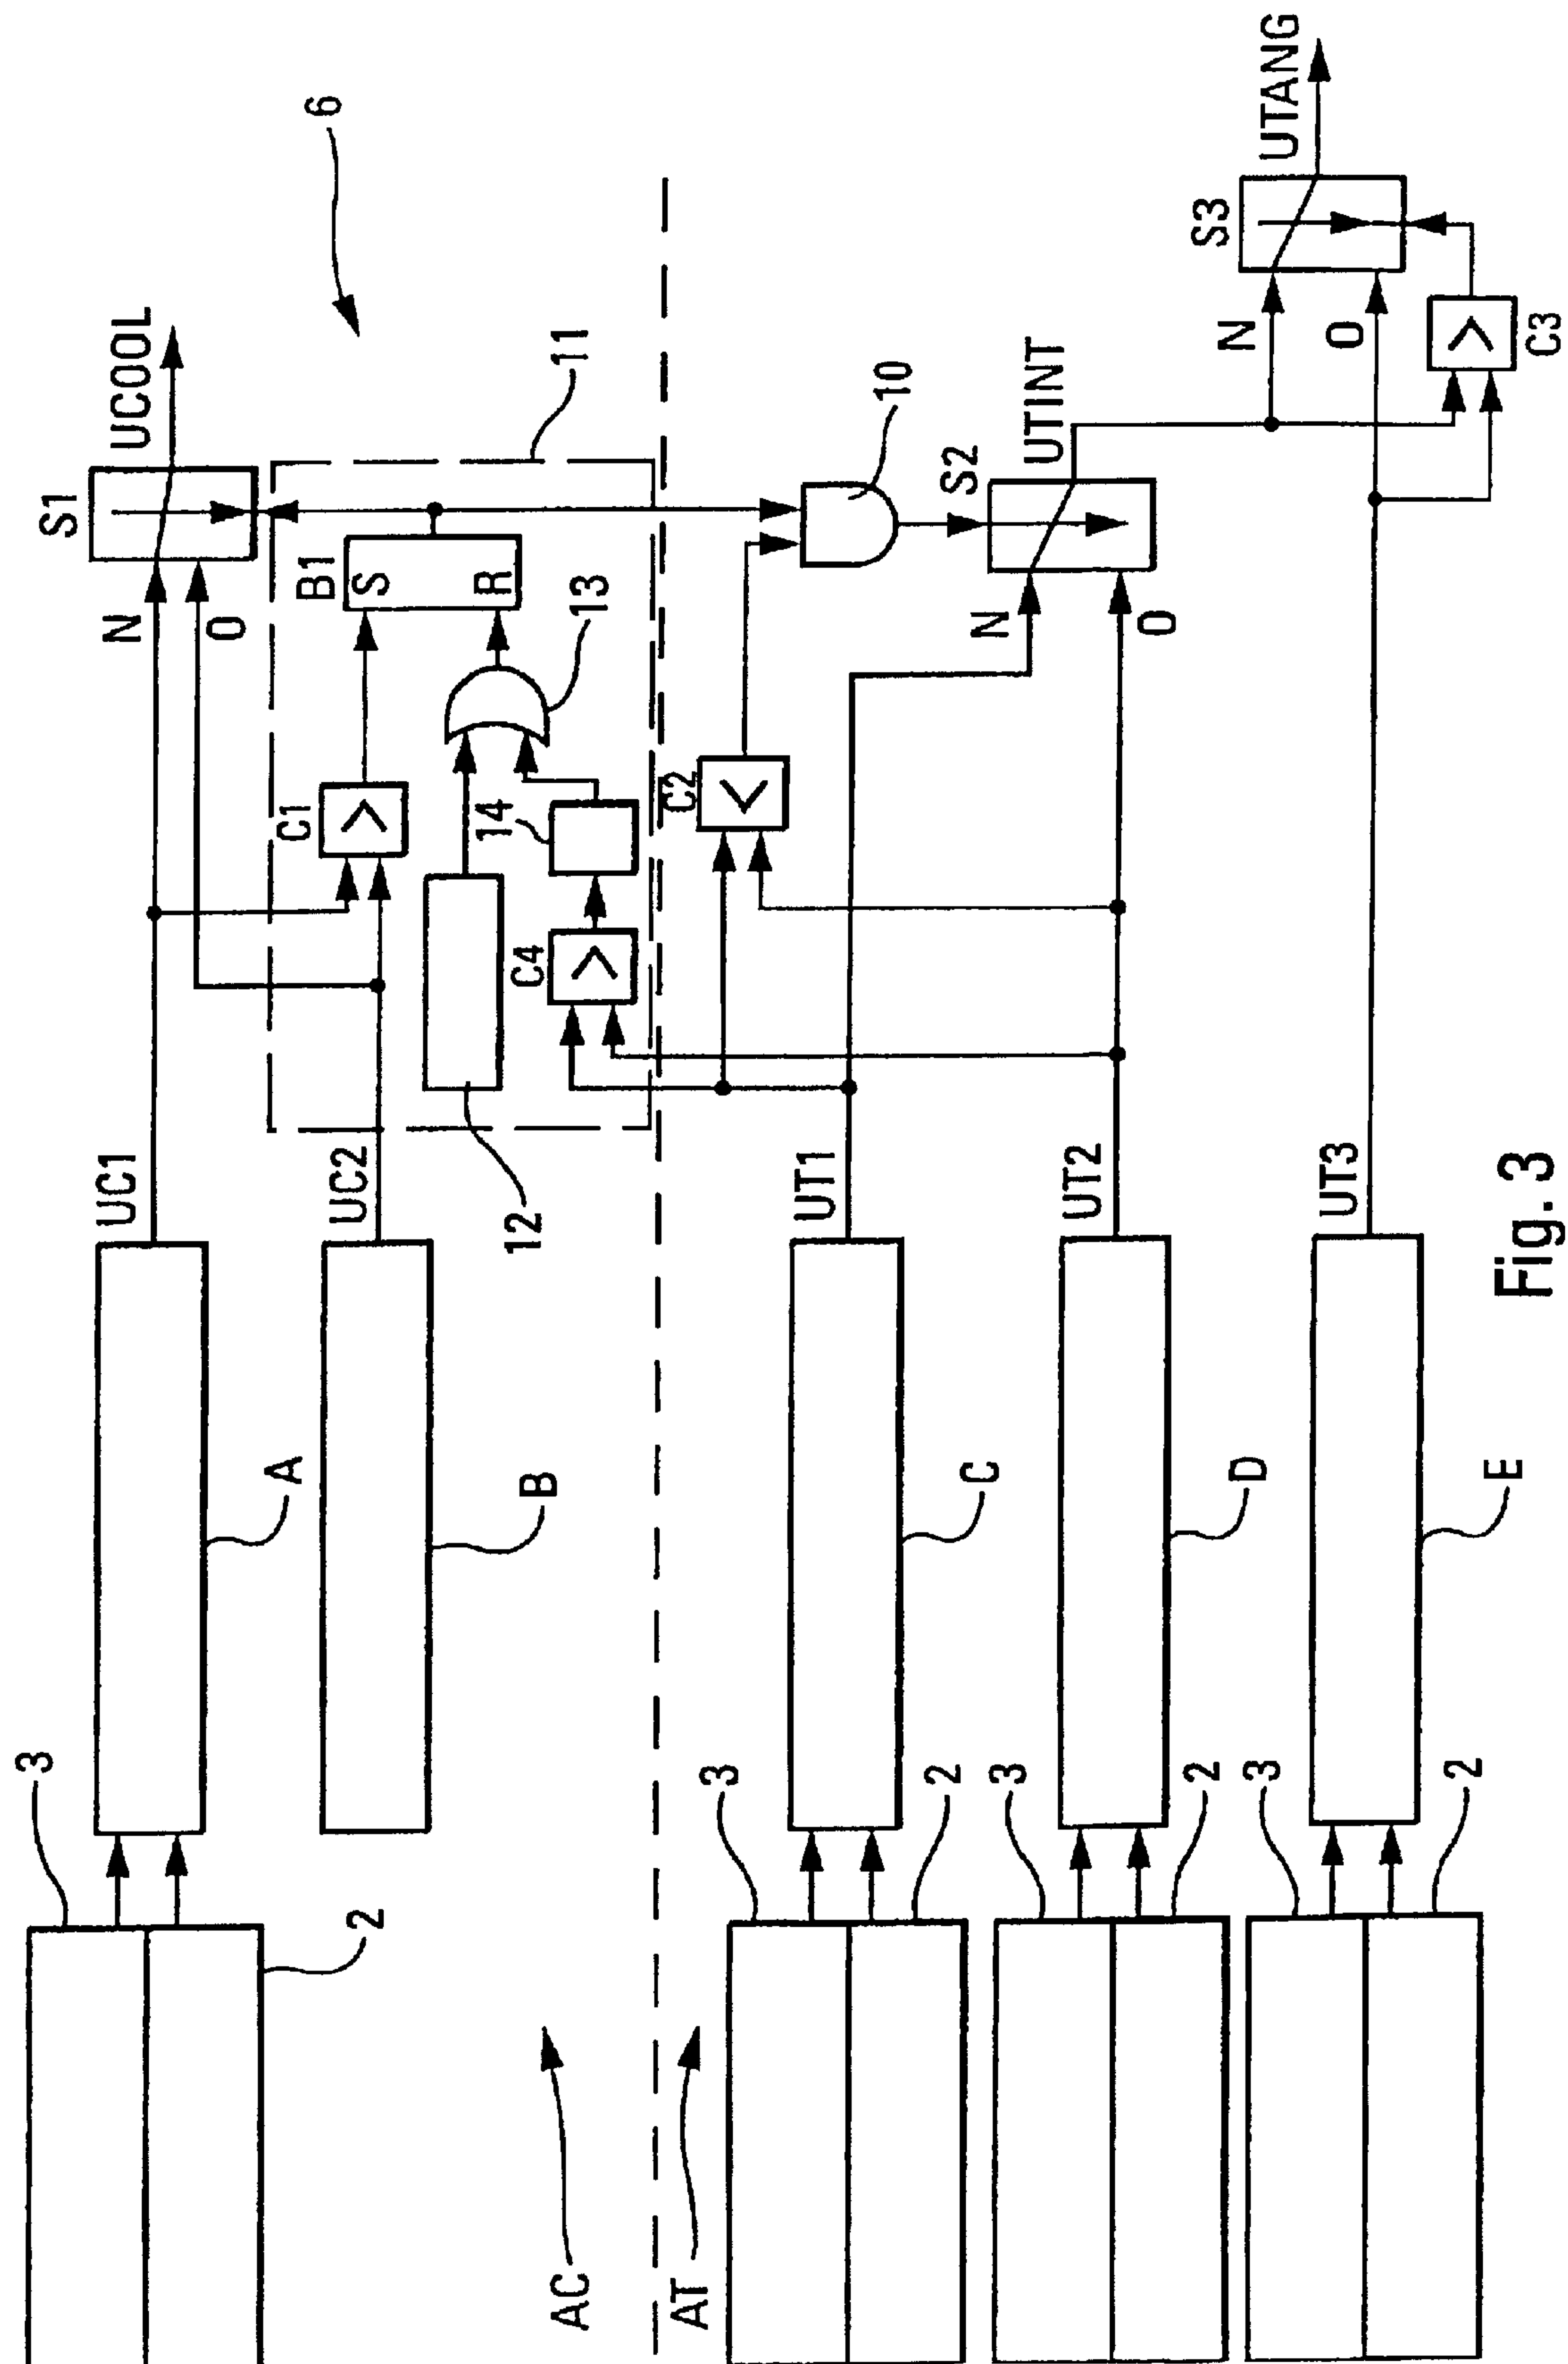 6
UCOOL
S1
N
O
11
B1
S
R
C1
13
14
C4
12
UC1
UC2
A
B
3
2
AC
AT
UTANG
S3
N
O
C3
10
S2
UTINT
N
O
C2
UT1
UT2
UT3
C
D
E
3
2
3
2
3
2
Fig. 3